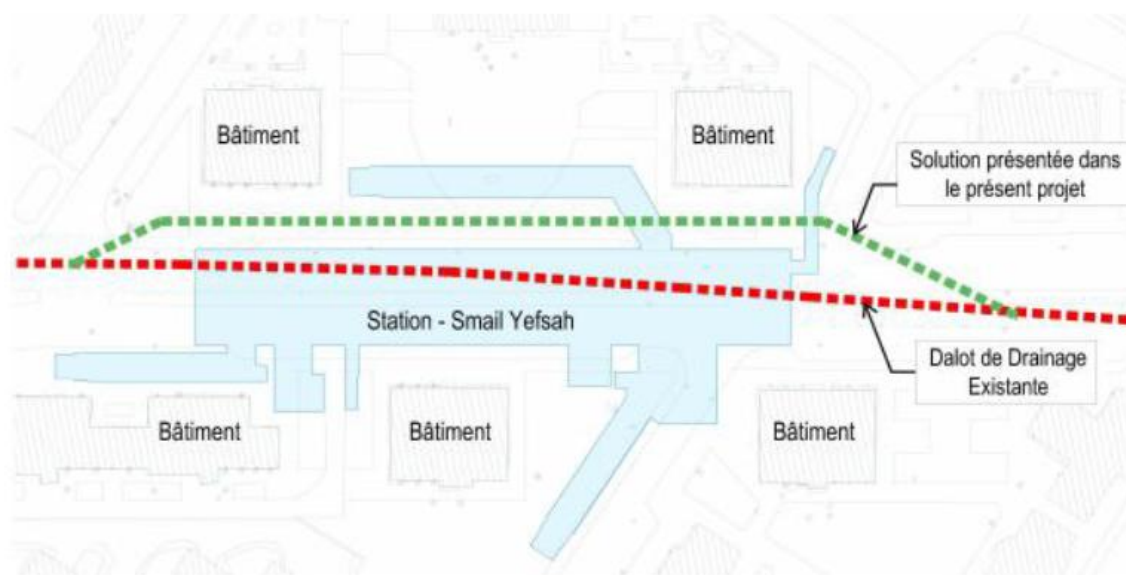 Bâtiment
Bâtiment
Solution présentée dans
le présent projet
Station - Smail Yefsah
Dalot de Drainage
Existante
Bâtiment
Bâtiment
Bâtiment